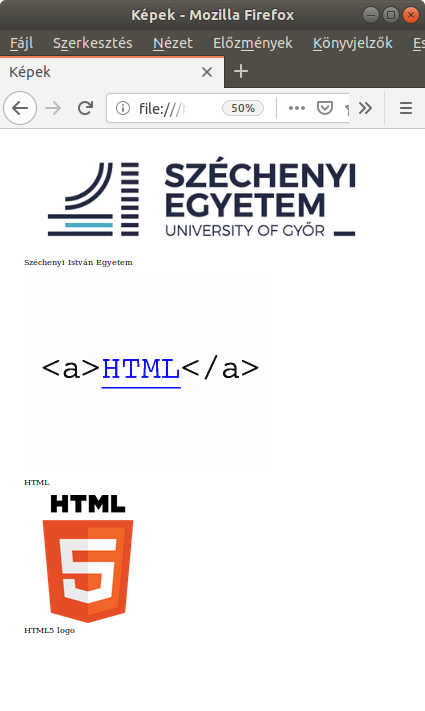 Képek - Mozilla Firefox
Fájl Szerkesztés Nézet Előzmények Könyvjelzők
Képek
file:///h 50%
SZÉCHENYI
EGYETEM
UNIVERSITY OF GYŐR
Széchenyi István Egyetem
<a>HTML</a>
HTML
HTML
5
HTML5 logo